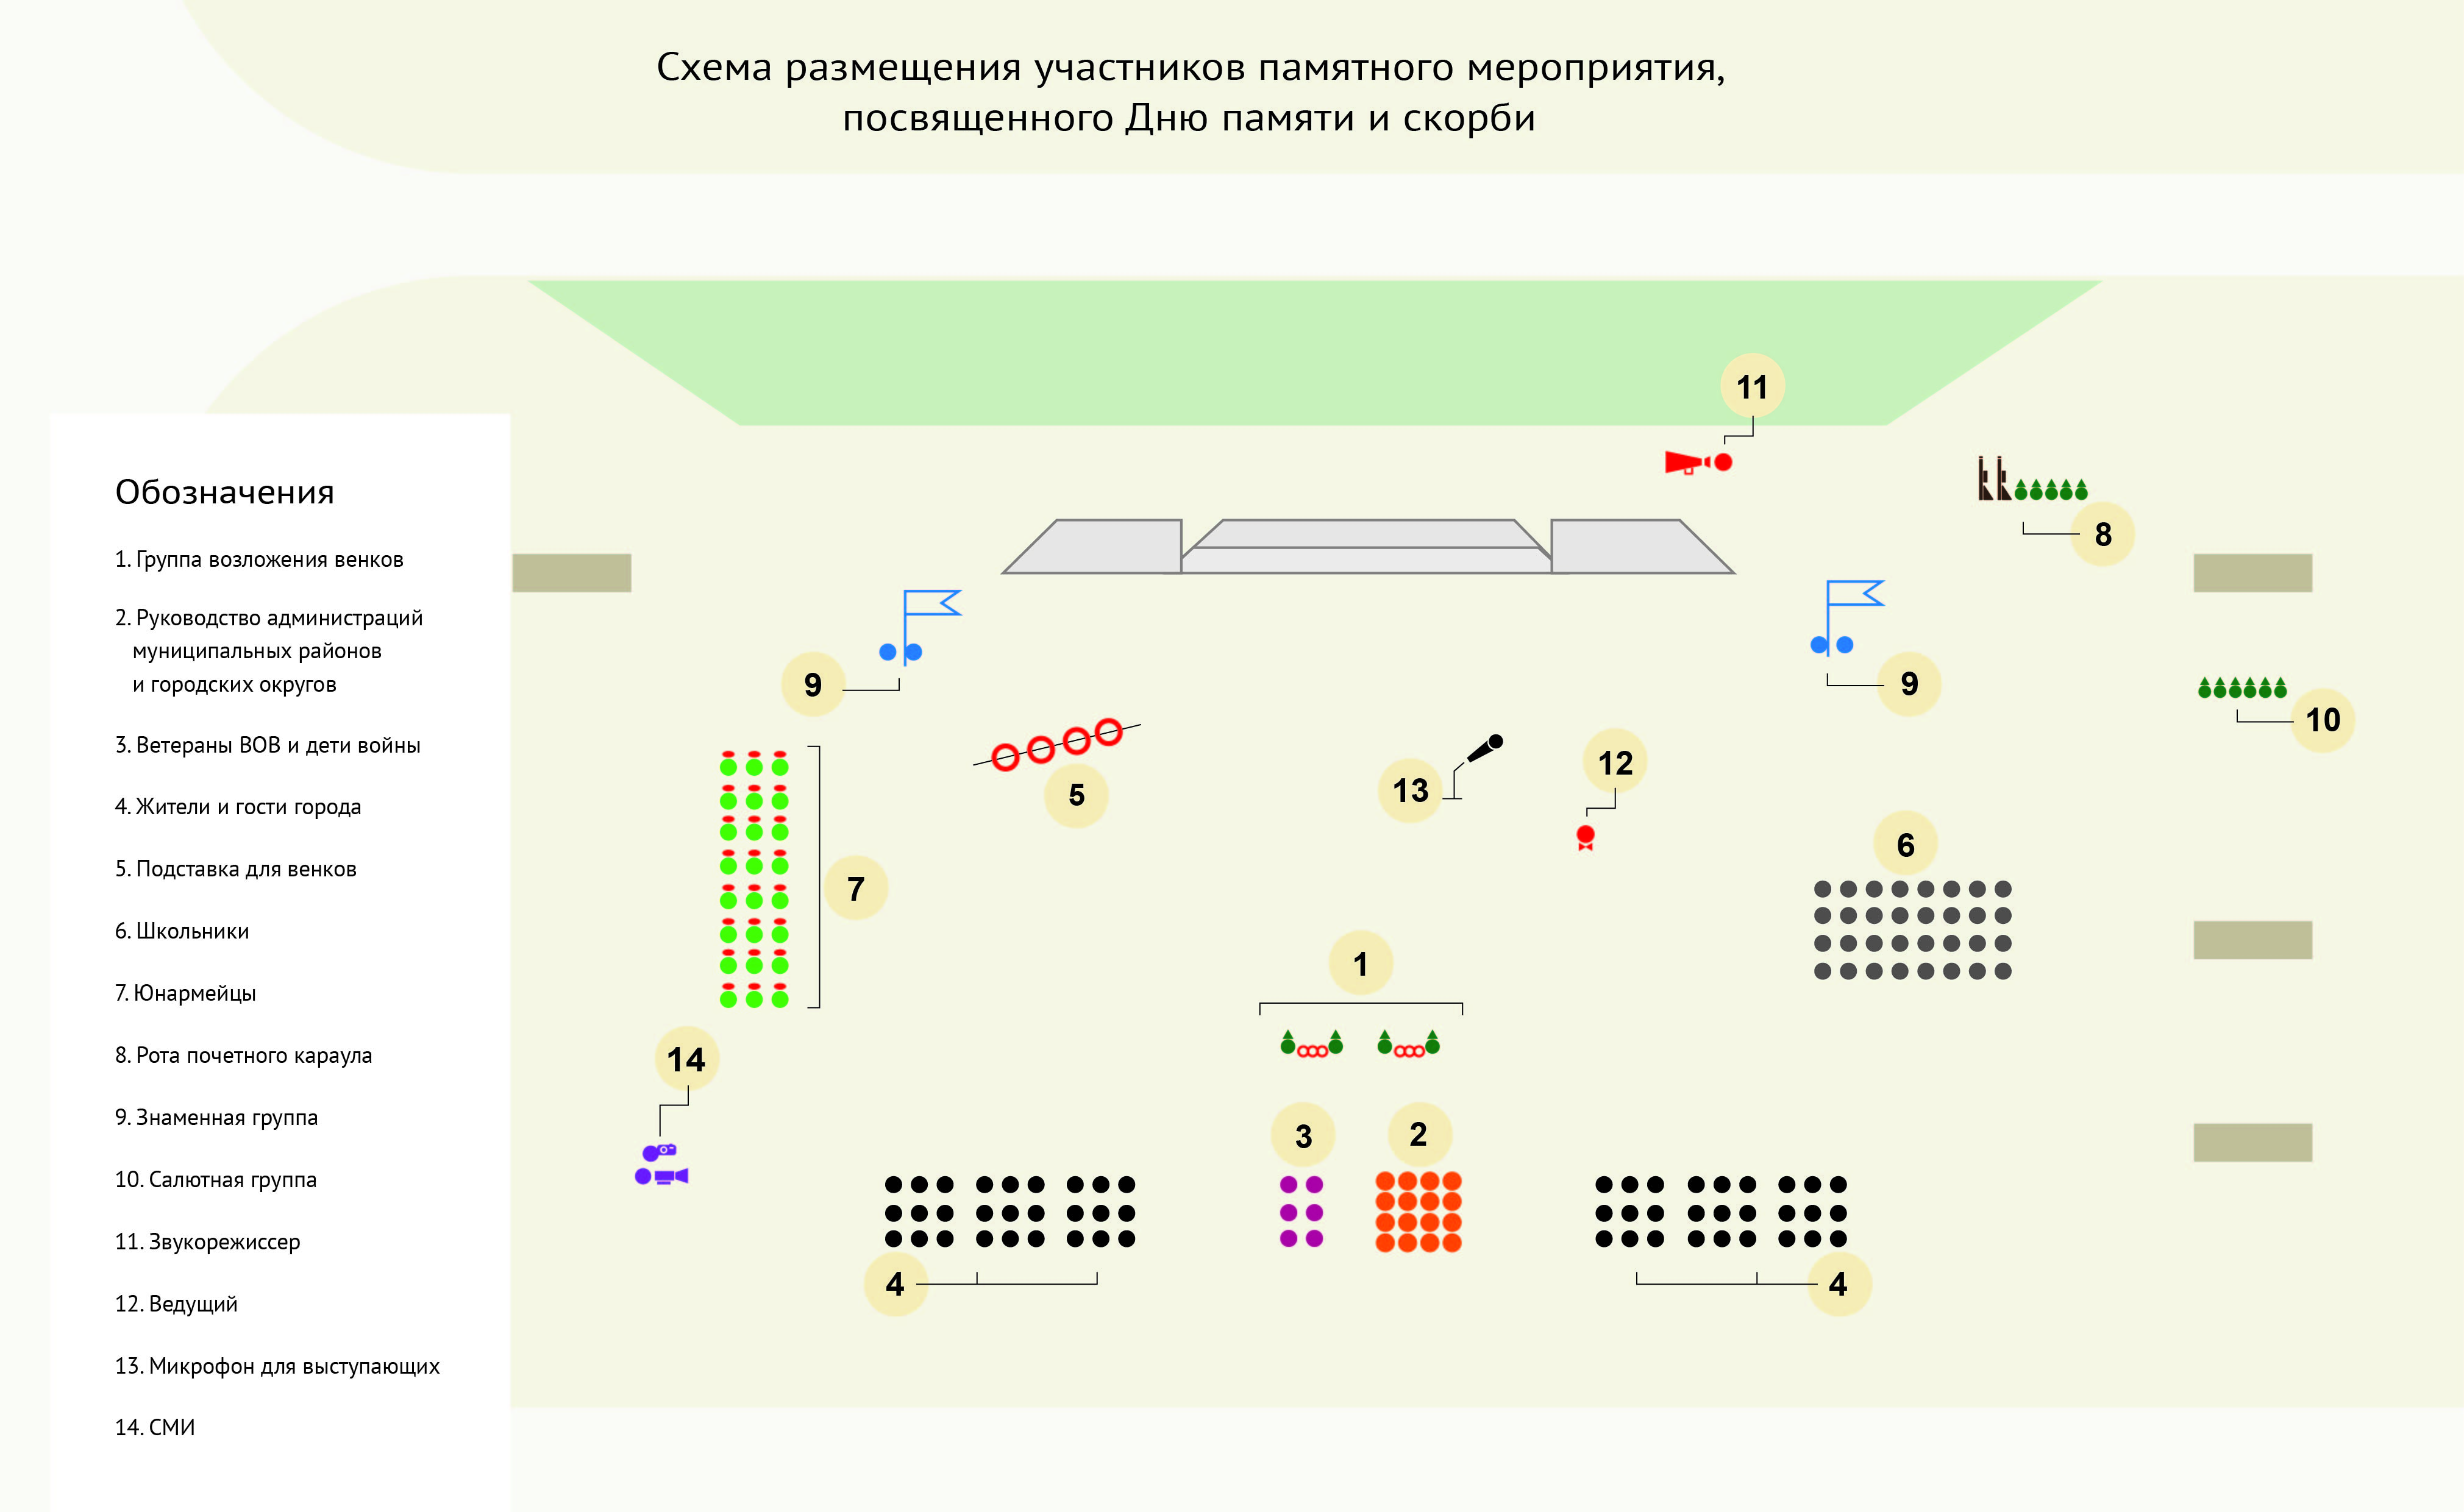 Схема размещения участников памятного мероприятия,
посвященного Дню памяти и скорби
Обозначения
1. Группа возложения венков
2. Руководство администраций
муниципальных районов
и городских округов
3. Ветераны ВОВ и дети войны
4. Жители и гости города
5. Подставка для венков
6. Школьники
7. Юнармейцы
8. Рота почетного караула
9. Знаменная группа
10. Салютная группа
11. Звукорежиссер
12. Ведущий
13. Микрофон для выступающих
14. СМИ
11
8
9
9
10
5
13
12
6
7
1
14
3
2
4
4